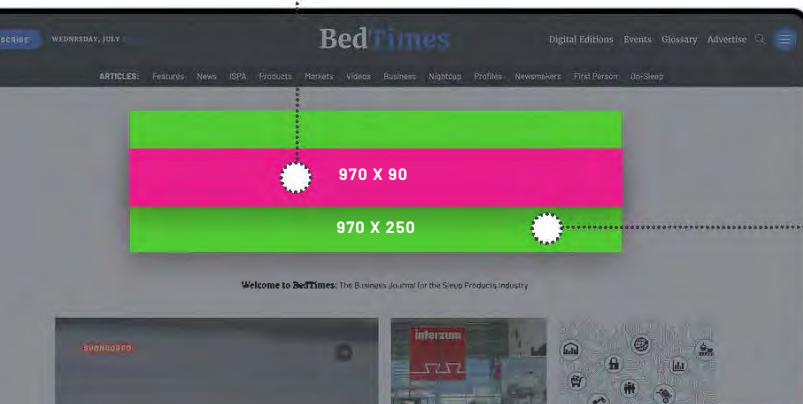 SCRIBE WEDNESDAY, JULY
BedTimes
Digital Editions Events Glossary Advertise
ARTICLES: Features News ISPA Products Markets Videos Business Nightcap Profiles Newsmakers First Person On-Sleep
970 X 90
970 X 250
Welcome to BedTimes: The Business Journal for the Sleep Products Industry
SPONSORED
interzum